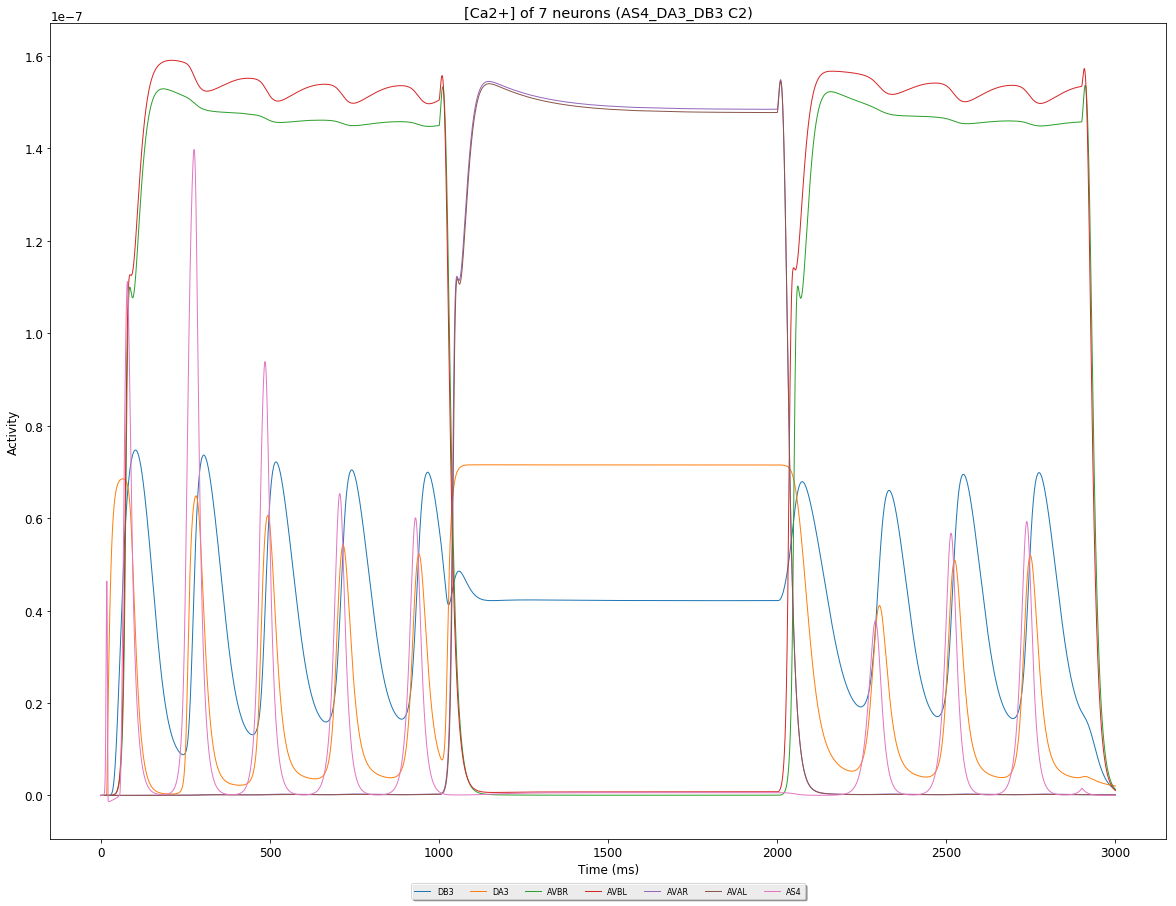 [Ca2+] of 7 neurons (AS4_DA3_DB3 C2)
1e−7
1.6
1.4
1.2
1.0
0.8
0.6
0.4
0.2
0.0
Activity
0 500 1000 1500 2000 2500 3000
Time (ms)
DB3 DA3 AVBR AVBL AVAR AVAL AS4